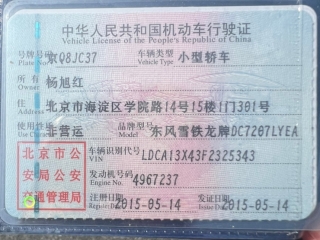 中华人民共和国机动车行驶证
Vehicle License of the People's Republic of China
号牌号码 京Q8JC37 车辆类型 小型轿车
Plate No. Vehicle Type
所有人 杨旭红
Owner
住址 北京市海淀区学院路14号15楼1门301号
Address
使用性质 非营运 品牌型号 东风雪铁龙牌DC7207LYEA
北京市公 车辆识别代号 LDCA13X43F2325343
VIN
安局公安 发动机号码 4967237
Engine No.
交通管理局 注册日期 2015-05-14 发证日期 2015-05-14